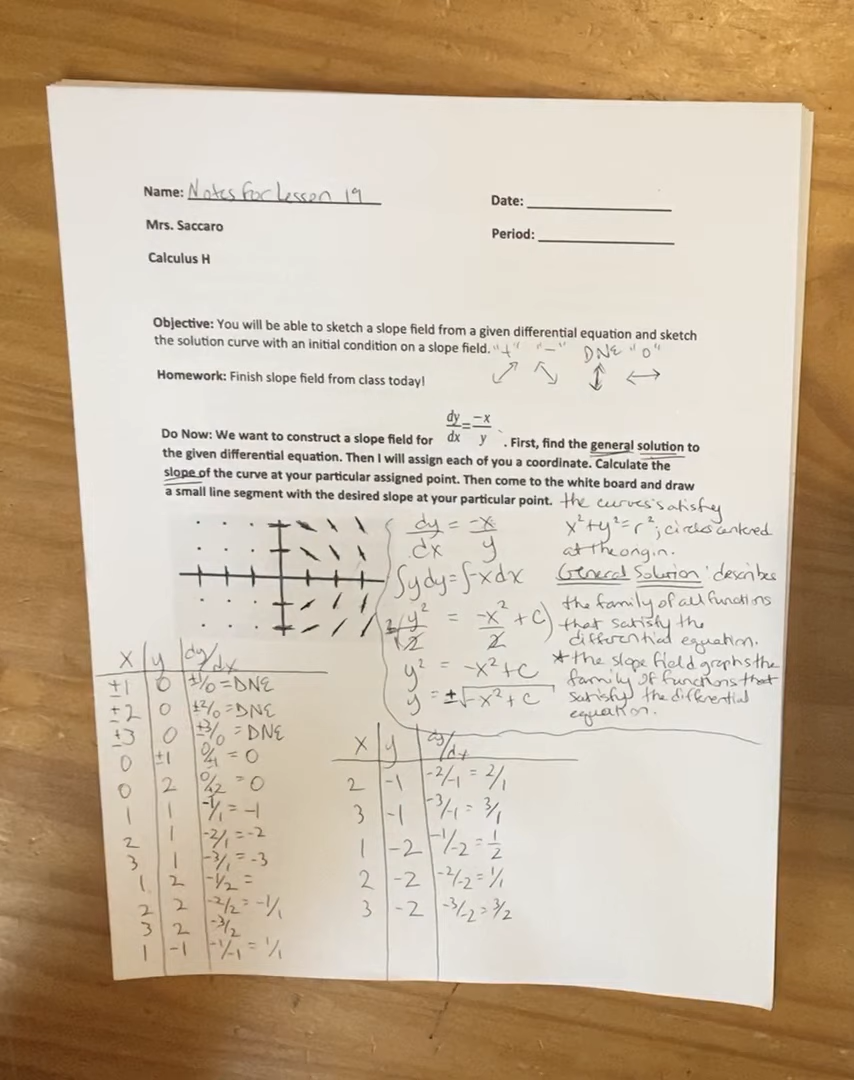 Name: Notes for Lesson 19
Date:
Mrs. Saccaro
Period:
Calculus H
Objective: You will be able to sketch a slope field from a given differential equation and sketch
the solution curve with an initial condition on a slope field. "+" "-" DNE "0"
Homework: Finish slope field from class today!
Do Now: We want to construct a slope field for dy/dx = -x/y . First, find the general solution to
the given differential equation. Then I will assign each of you a coordinate. Calculate the
slope of the curve at your particular assigned point. Then come to the white board and draw
a small line segment with the desired slope at your particular point.
the curves satisfy
x²+y²=r²; circles centered
at the origin.
General Solution: describes
the family of all functions
that satisfy the
differential equation.
*the slope field graphs the
family of functions that
satisfy the differential
equation.
dy/dx = -x/y
∫y dy = ∫-x dx
2(y²/2 = -x²/2 + C)
y² = -x² + C
y = ±√-x² + C
x y dy/dx
±1 0 ±1/0 = DNE
±2 0 ±2/0 = DNE
±3 0 ±3/0 = DNE
0 ±1 0/±1 = 0
0 2 0/±2 = 0
1 1 -1/1 = -1
2 1 -2/1 = -2
3 1 -3/1 = -3
1 2 -1/2 =
2 2 -2/2 = -1/1
3 2 -3/2
1 -1 -1/-1 = 1/1
x y dy/dx
2 -1 -2/-1 = 2/1
3 -1 -3/-1 = 3/1
1 -2 -1/-2 = 1/2
2 -2 -2/-2 = 1/1
3 -2 -3/-2 = 3/2